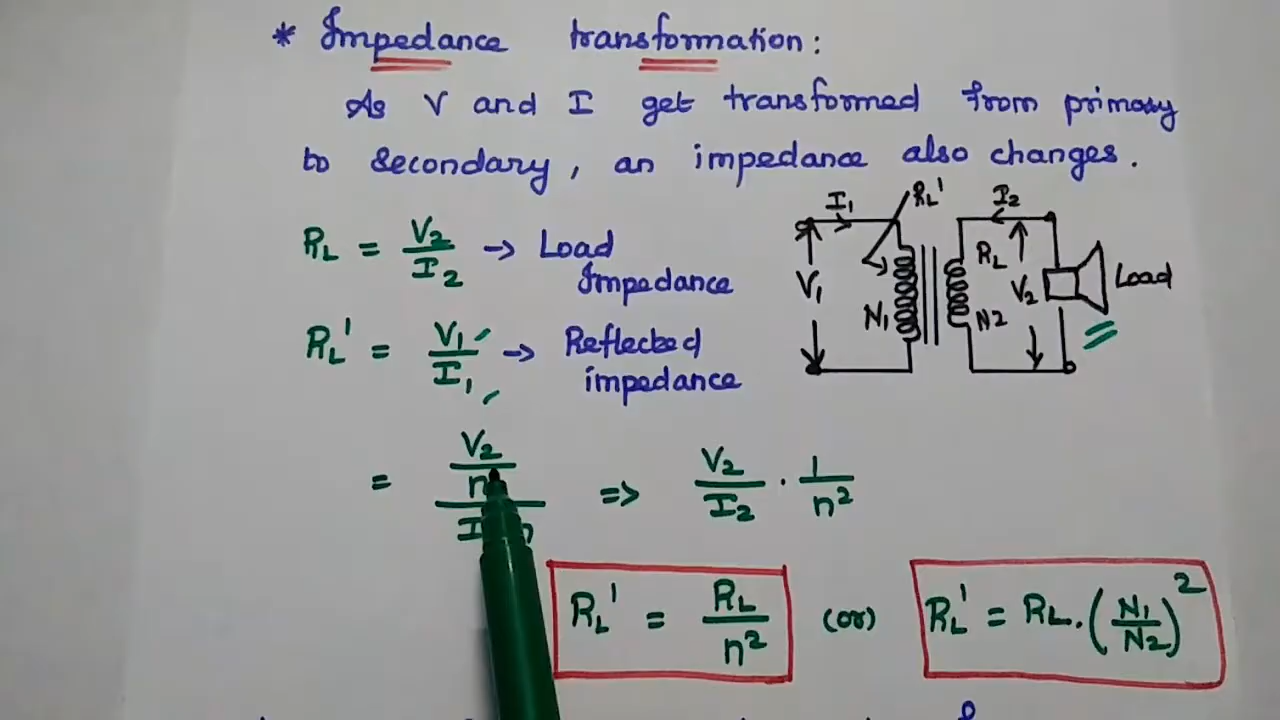 * Impedance transformation:
As V and I get transformed from primary
to secondary, an impedance also changes.
RL = V2/I2 → Load Impedance
RL' = V1/I1 → Reflected impedance
I1 RL' I2
V1 N1 N2 RL V2 Load
= V2/n / I n => V2/I2 . 1/n²
RL' = RL/n² (or) RL' = RL.(N1/N2)²